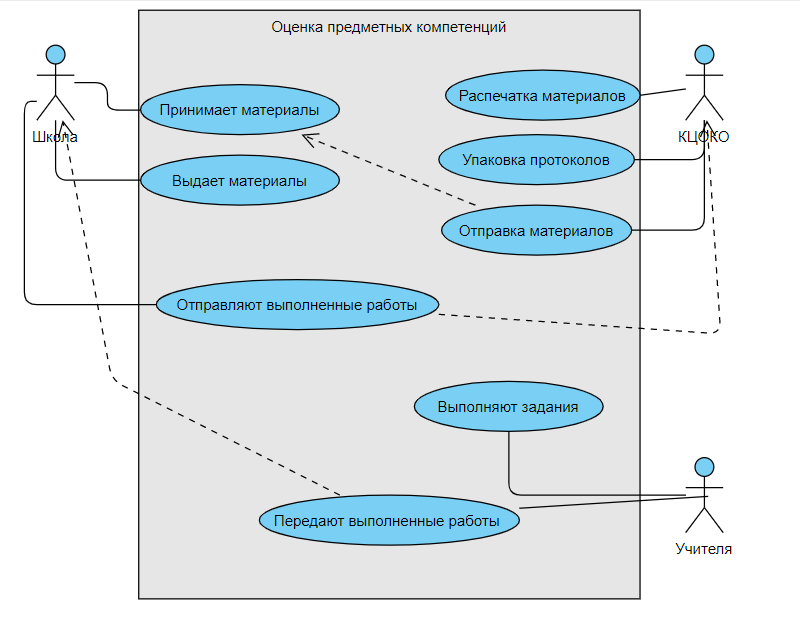 Оценка предметных компетенций
Школа
Принимает материалы
Распечатка материалов
КЦОКО
Выдает материалы
Упаковка протоколов
Отправка материалов
Отправляют выполненные работы
Выполняют задания
Передают выполненные работы
Учителя